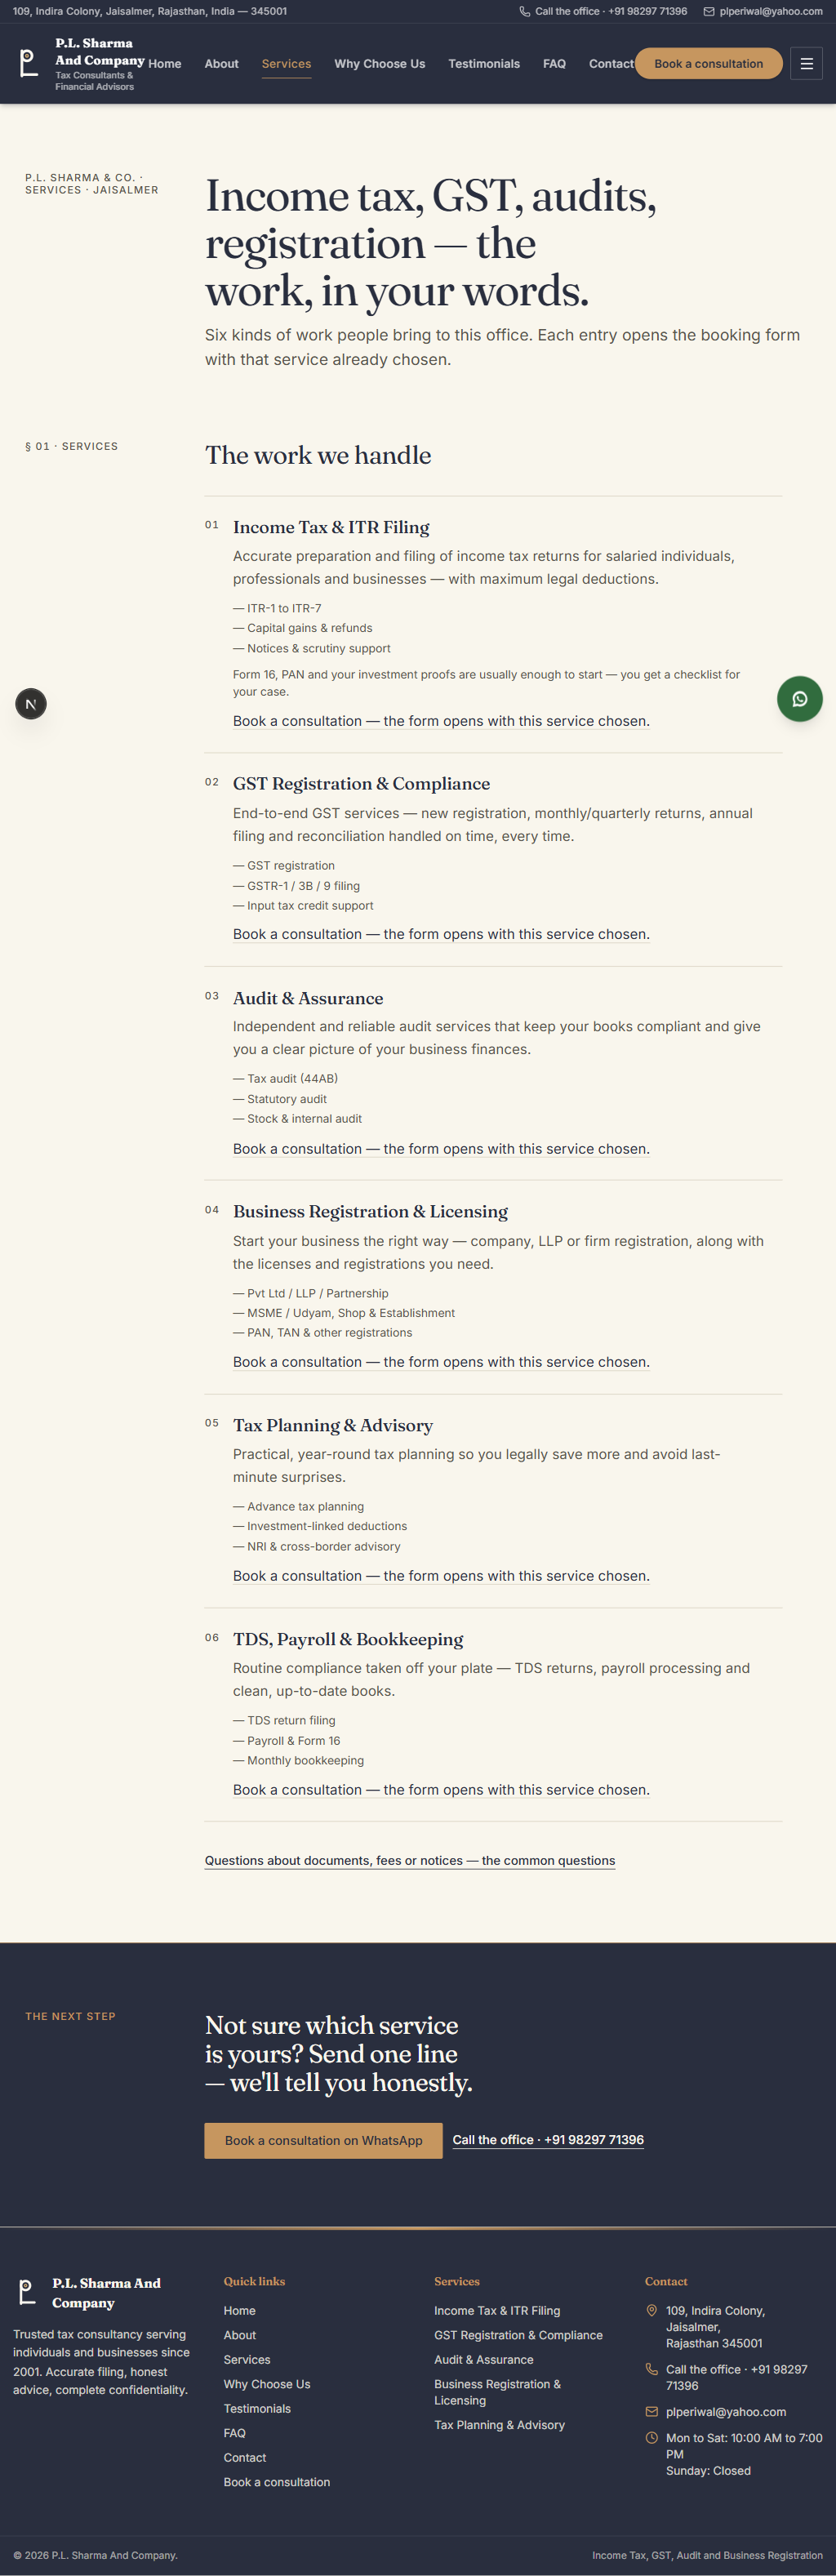 109, Indira Colony, Jaisalmer, Rajasthan, India — 345001
Call the office · +91 98297 71396
plperiwal@yahoo.com
P.L. Sharma
And Company
Tax Consultants &
Financial Advisors
Home
About
Services
Why Choose Us
Testimonials
FAQ
Contact
Book a consultation
P.L. SHARMA & CO. ·
SERVICES · JAISALMER
Income tax, GST, audits,
registration — the
work, in your words.
Six kinds of work people bring to this office. Each entry opens the booking form
with that service already chosen.
§ 01 · SERVICES
The work we handle
01
Income Tax & ITR Filing
Accurate preparation and filing of income tax returns for salaried individuals,
professionals and businesses — with maximum legal deductions.
— ITR-1 to ITR-7
— Capital gains & refunds
— Notices & scrutiny support
Form 16, PAN and your investment proofs are usually enough to start — you get a checklist for
your case.
Book a consultation — the form opens with this service chosen.
N
02
GST Registration & Compliance
End-to-end GST services — new registration, monthly/quarterly returns, annual
filing and reconciliation handled on time, every time.
— GST registration
— GSTR-1 / 3B / 9 filing
— Input tax credit support
Book a consultation — the form opens with this service chosen.
03
Audit & Assurance
Independent and reliable audit services that keep your books compliant and give
you a clear picture of your business finances.
— Tax audit (44AB)
— Statutory audit
— Stock & internal audit
Book a consultation — the form opens with this service chosen.
04
Business Registration & Licensing
Start your business the right way — company, LLP or firm registration, along with
the licenses and registrations you need.
— Pvt Ltd / LLP / Partnership
— MSME / Udyam, Shop & Establishment
— PAN, TAN & other registrations
Book a consultation — the form opens with this service chosen.
05
Tax Planning & Advisory
Practical, year-round tax planning so you legally save more and avoid last-
minute surprises.
— Advance tax planning
— Investment-linked deductions
— NRI & cross-border advisory
Book a consultation — the form opens with this service chosen.
06
TDS, Payroll & Bookkeeping
Routine compliance taken off your plate — TDS returns, payroll processing and
clean, up-to-date books.
— TDS return filing
— Payroll & Form 16
— Monthly bookkeeping
Book a consultation — the form opens with this service chosen.
Questions about documents, fees or notices — the common questions
THE NEXT STEP
Not sure which service
is yours? Send one line
— we'll tell you honestly.
Book a consultation on WhatsApp
Call the office · +91 98297 71396
P.L. Sharma And
Company
Trusted tax consultancy serving
individuals and businesses since
2001. Accurate filing, honest
advice, complete confidentiality.
Quick links
Home
About
Services
Why Choose Us
Testimonials
FAQ
Contact
Book a consultation
Services
Income Tax & ITR Filing
GST Registration & Compliance
Audit & Assurance
Business Registration &
Licensing
Tax Planning & Advisory
Contact
109, Indira Colony,
Jaisalmer,
Rajasthan 345001
Call the office · +91 98297
71396
plperiwal@yahoo.com
Mon to Sat: 10:00 AM to 7:00
PM
Sunday: Closed
© 2026 P.L. Sharma And Company.
Income Tax, GST, Audit and Business Registration